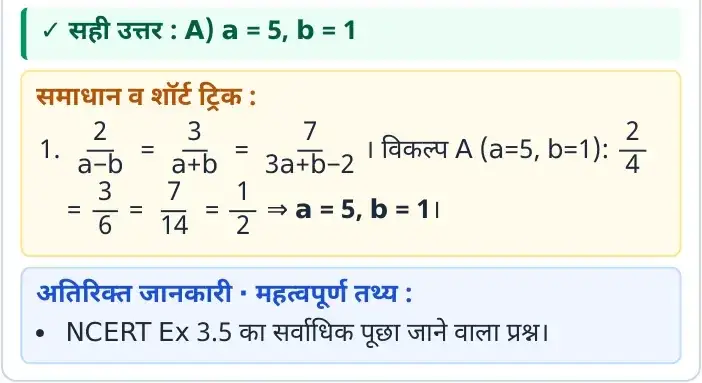 ✓ सही उत्तर : A) a = 5, b = 1
समाधान व शॉर्ट ट्रिक :
1. 2/(a−b) = 3/(a+b) = 7/(3a+b−2) । विकल्प A (a=5, b=1): 2/4
= 3/6 = 7/14 = 1/2 ⇒ a = 5, b = 1।
अतिरिक्त जानकारी · महत्वपूर्ण तथ्य :
• NCERT Ex 3.5 का सर्वाधिक पूछा जाने वाला प्रश्न।